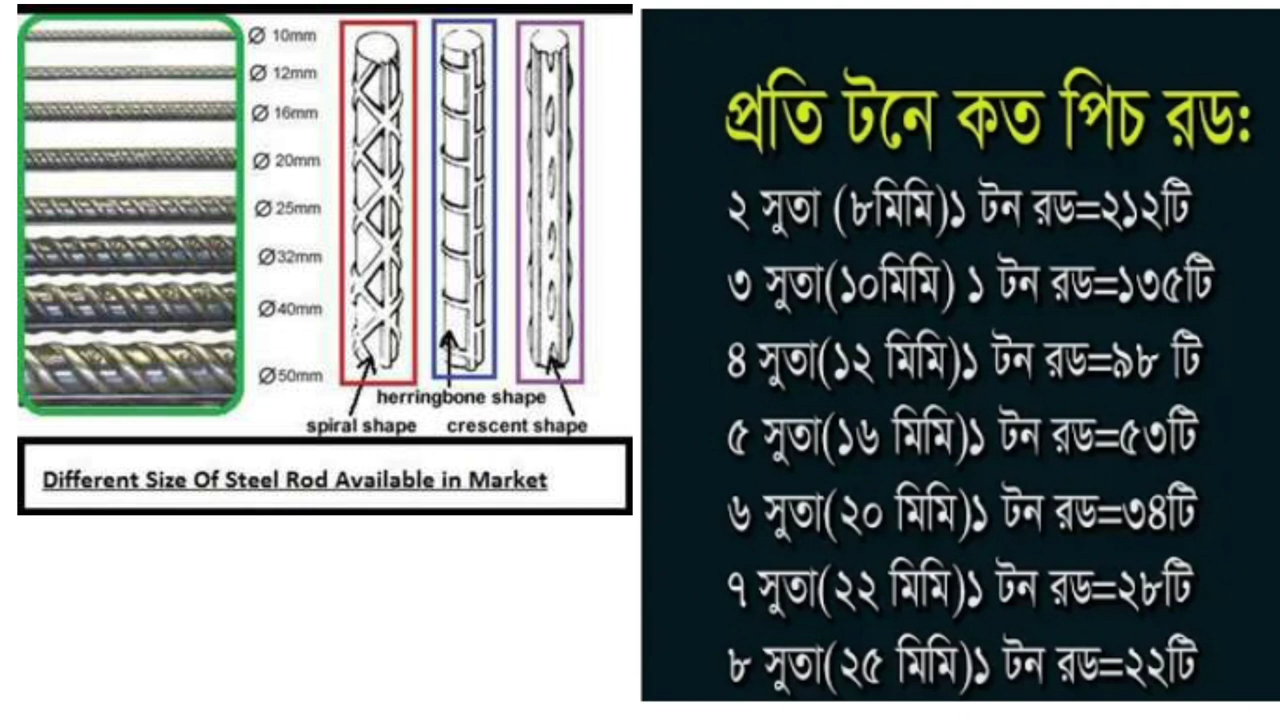 Ø 10mm
Ø 12mm
Ø 16mm
Ø 20mm
Ø 25mm
Ø32mm
Ø40mm
Ø50mm
herringbone shape
spiral shape crescent shape
Different Size Of Steel Rod Available in Market
প্রতি টনে কত পিচ রড:
২ সুতা (৮মিমি)১ টন রড=২১২টি
৩ সুতা(১০মিমি) ১ টন রড=১৩৫টি
৪ সুতা(১২ মিমি)১ টন রড=৯৮ টি
৫ সুতা(১৬ মিমি)১ টন রড=৫৩টি
৬ সুতা(২০ মিমি)১ টন রড=৩৪টি
৭ সুতা(২২ মিমি)১ টন রড=২৮টি
৮ সুতা(২৫ মিমি)১ টন রড=২২টি